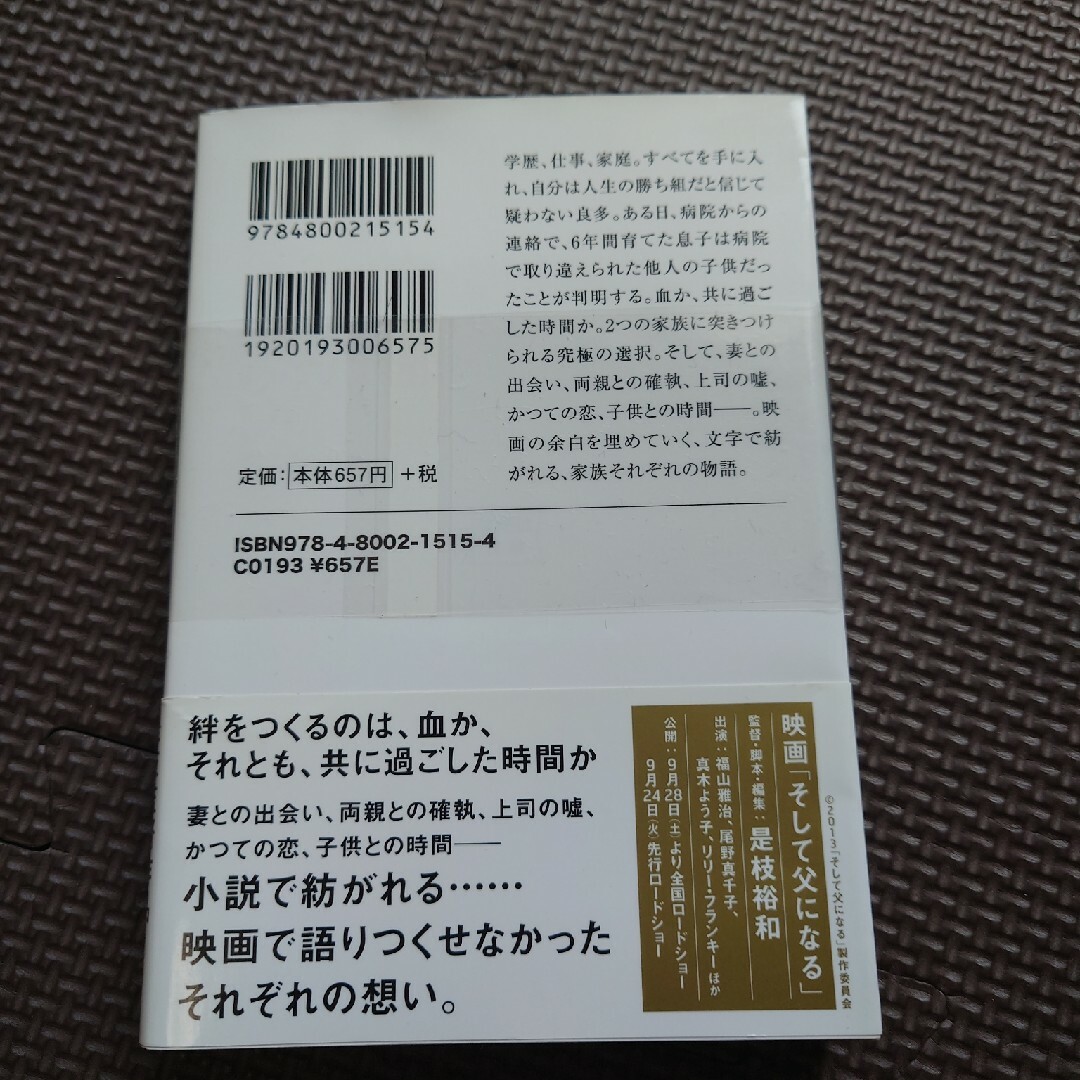 9784800215154
1920193006575
学歴、仕事、家庭。すべてを手に入
れ、自分は人生の勝ち組だと信じて
疑わない良多。ある日、病院からの
連絡で、6年間育てた息子は病院
で取り違えられた他人の子供だっ
たことが判明する。血か、共に過ご
した時間か。2つの家族に突きつけ
られる究極の選択。そして、妻との
出会い、両親との確執、上司の嘘、
かつての恋、子供との時間――。映
画の余白を埋めていく、文字で紡
がれる、家族それぞれの物語。
定価:本体657円+税
ISBN978-4-8002-1515-4
C0193 ¥657E
絆をつくるのは、血か、
それとも、共に過ごした時間か
妻との出会い、両親との確執、上司の嘘、
かつての恋、子供との時間――
小説で紡がれる……
映画で語りつくせなかった
それぞれの想い。
©2013「そして父になる」製作委員会
映画「そして父になる」
監督・脚本・編集:是枝裕和
出演:福山雅治、尾野真千子、
真木よう子、リリー・フランキー ほか
公開:9月28日(土)より全国ロードショー
9月24日(火)先行ロードショー